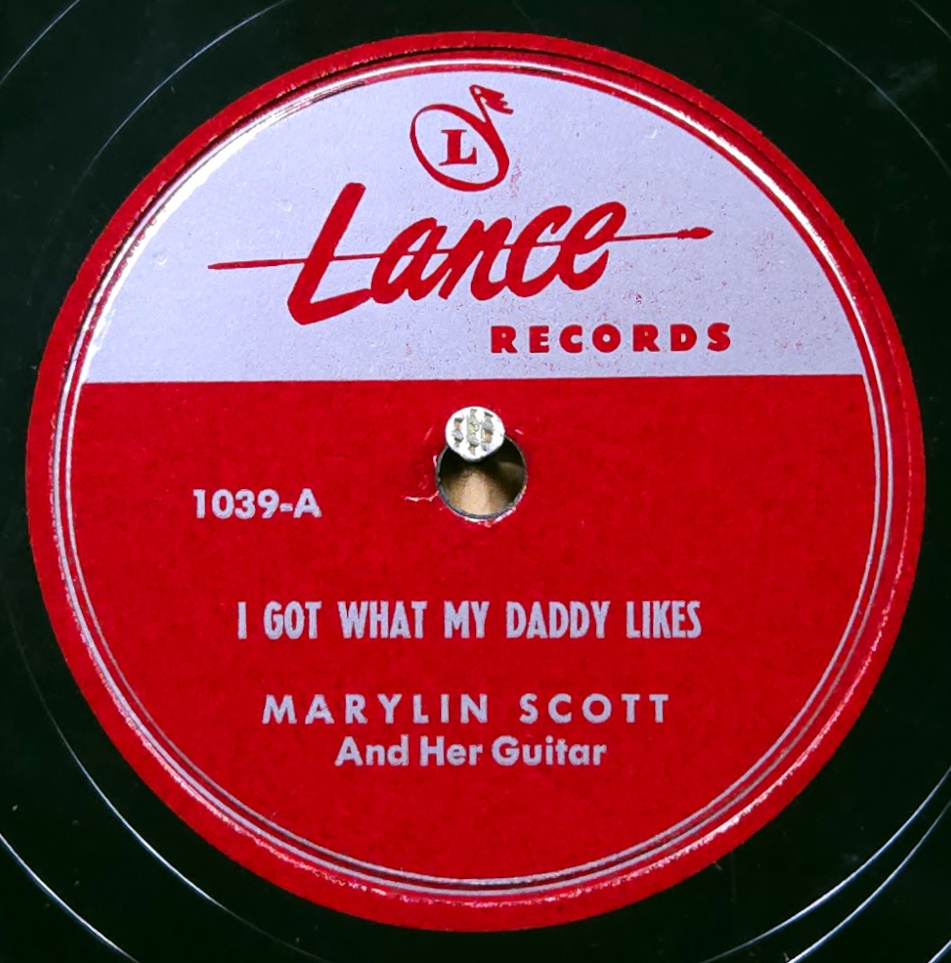 L
Lance
RECORDS
1039-A
I GOT WHAT MY DADDY LIKES
MARYLIN SCOTT
And Her Guitar